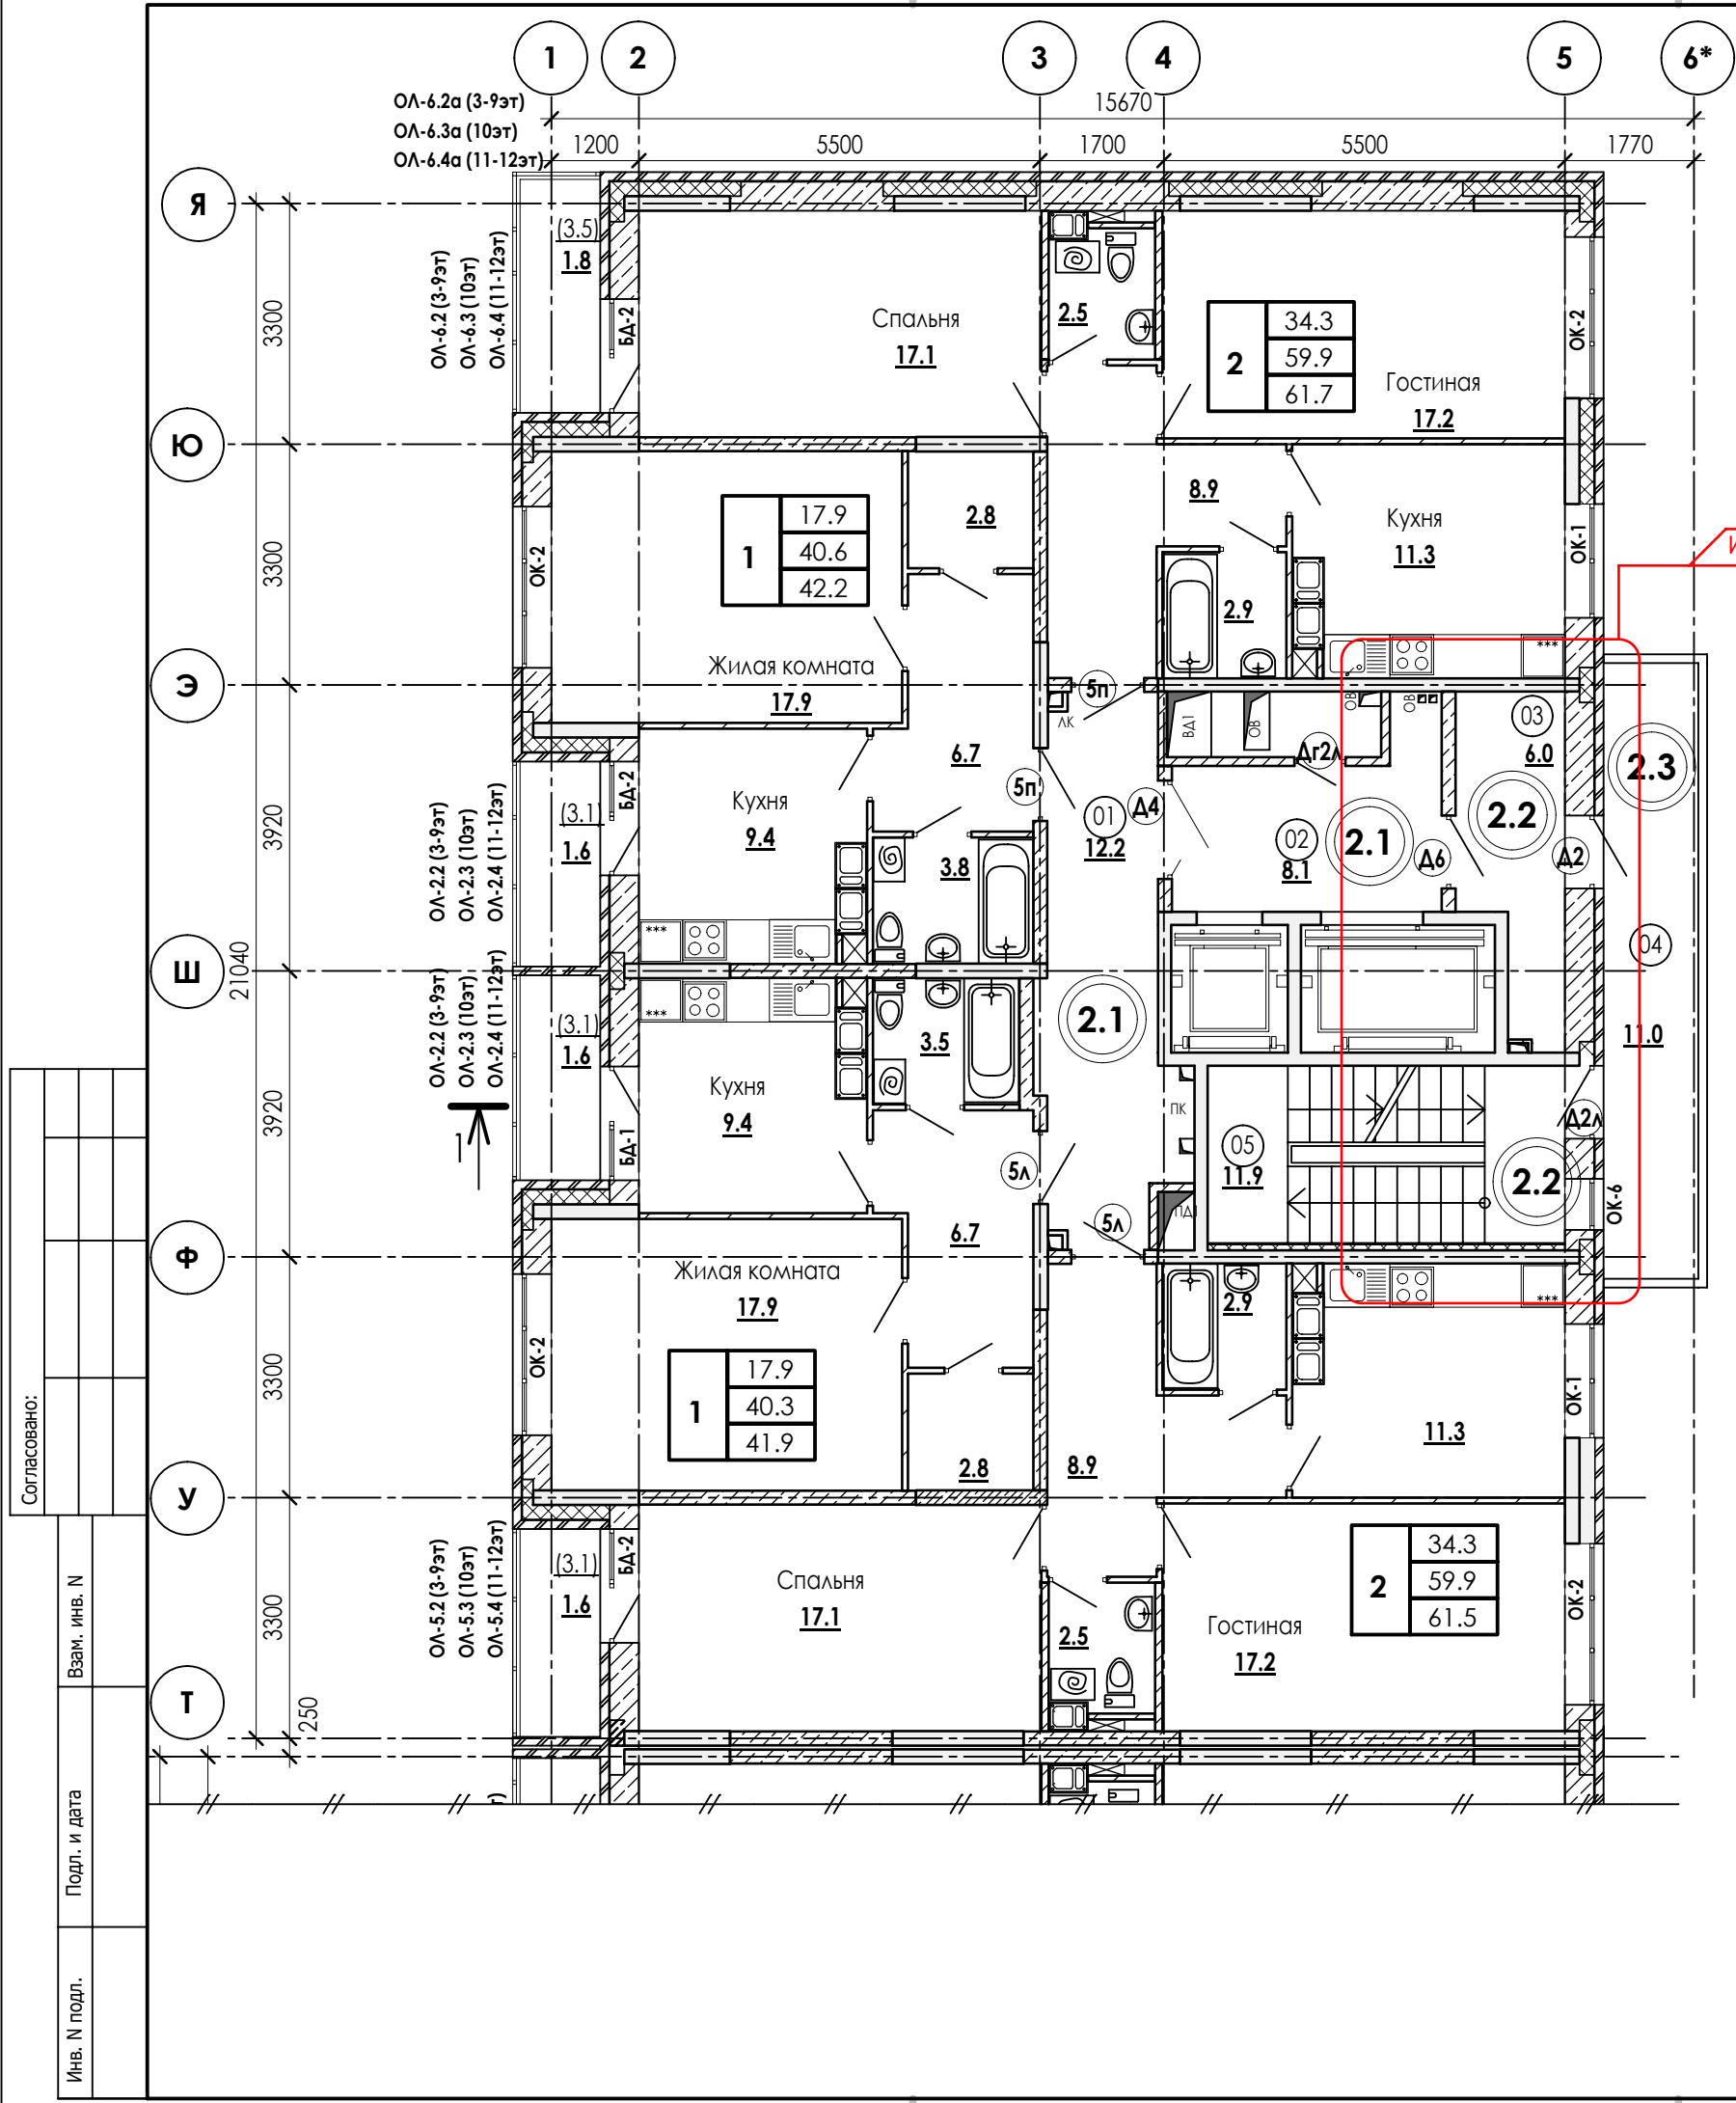 1
2
3
4
5
6*
ОЛ-6.2а (3-9эт)
ОЛ-6.3а (10эт)
ОЛ-6.4а (11-12эт)
15670
1200
5500
1700
5500
1770
Я
Ю
Э
Ш
Ф
У
Т
3300
3300
3920
3920
3300
3300
21040
250
ОЛ-6.2 (3-9эт)
ОЛ-6.3 (10эт)
ОЛ-6.4 (11-12эт)
(3.5)
1.8
БД-2
Спальня
17.1
2.5
2
34.3
59.9
61.7
Гостиная
17.2
ОК-2
ОК-2
1
17.9
40.6
42.2
2.8
8.9
Кухня
11.3
ОК-1
2.9
Жилая комната
17.9
5п
ЛК
ВД1
ОВ
ОВ
ОВ
03
6.0
2.3
Дг2л
6.7
5п
Д4
01
12.2
02
8.1
2.1
2.2
Д6
Д2
ОЛ-2.2 (3-9эт)
ОЛ-2.3 (10эт)
ОЛ-2.4 (11-12эт)
(3.1)
1.6
БД-2
Кухня
9.4
3.8
***
***
04
11.0
ОЛ-2.2 (3-9эт)
ОЛ-2.3 (10эт)
ОЛ-2.4 (11-12эт)
(3.1)
1.6
БД-1
***
3.5
2.1
Кухня
9.4
1
ПК
05
11.9
Д2л
2.2
ОК-6
5л
5л
ПД1
6.7
Жилая комната
17.9
2.9
***
ОК-2
1
17.9
40.3
41.9
2.8
8.9
11.3
ОК-1
ОЛ-5.2 (3-9эт)
ОЛ-5.3 (10эт)
ОЛ-5.4 (11-12эт)
(3.1)
1.6
БД-2
Спальня
17.1
2.5
2
34.3
59.9
61.5
Гостиная
17.2
ОК-2
Согласовано:
Взам. инв. N
Подл. и дата
Инв. N подл.